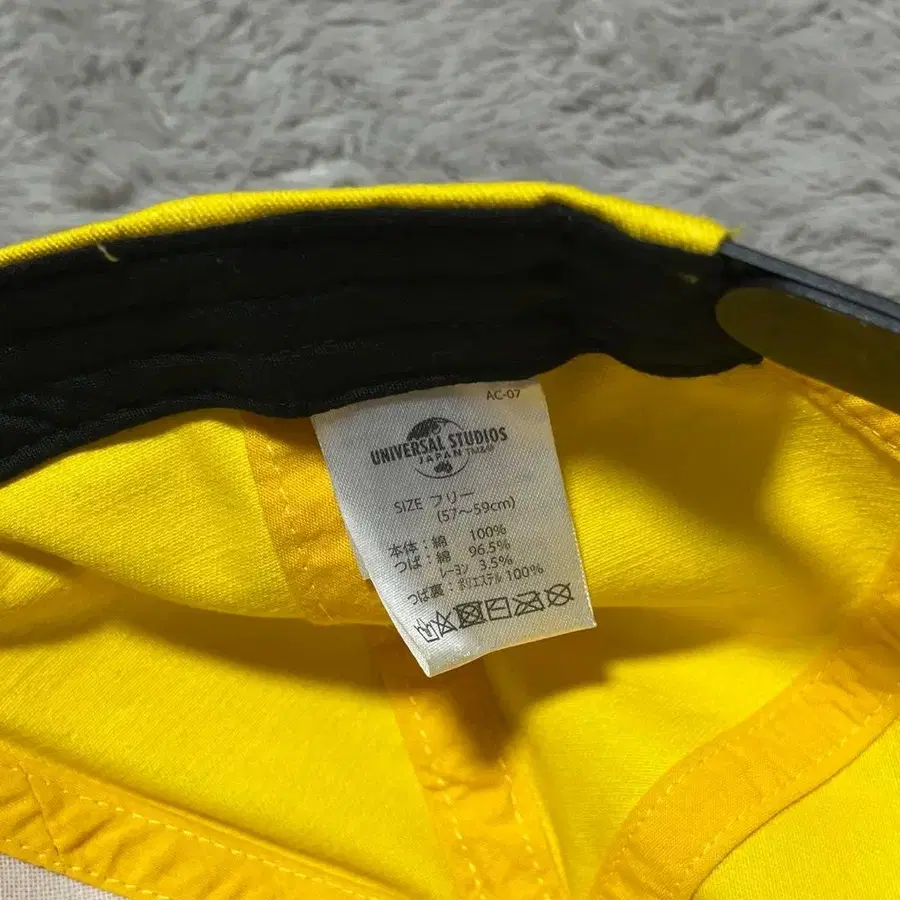 AC-07
UNIVERSAL STUDIOS
JAPAN TM&©
SIZE フリー
(57〜59cm)
本体：綿 100%
つば：綿 96.5%
レーヨン 3.5%
つば裏：ポリエステル 100%